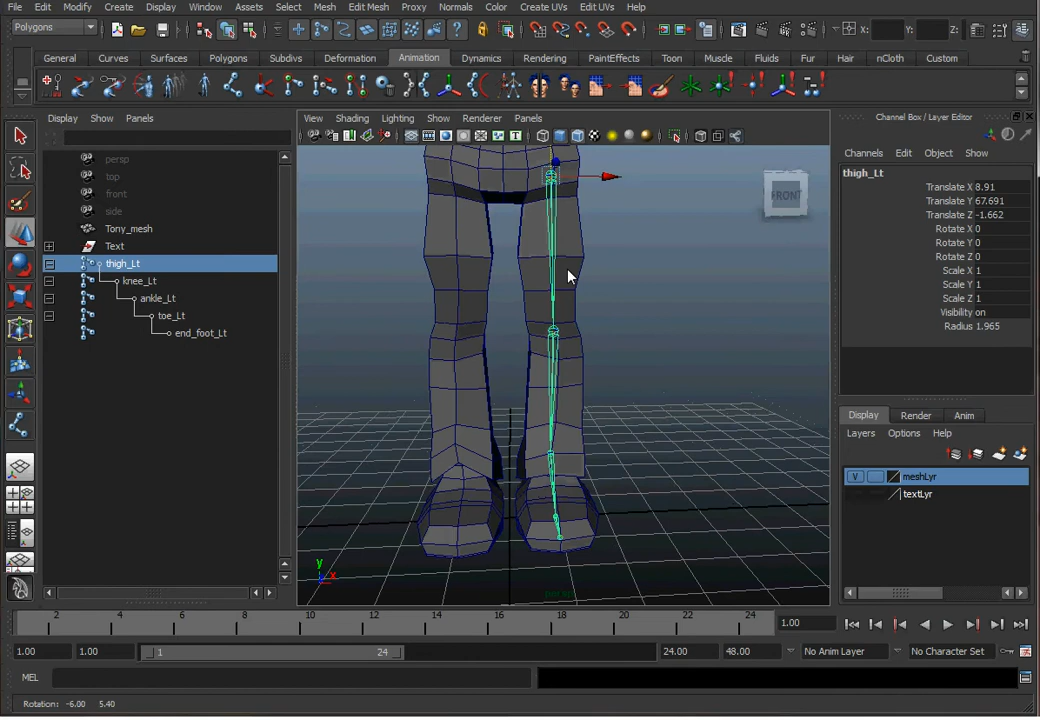 File Edit Modify Create Display Window Assets Select Mesh Edit Mesh Proxy Normals Color Create UVs Edit UVs Help
Polygons X: Y: Z:
General Curves Surfaces Polygons Subdivs Deformation Animation Dynamics Rendering PaintEffects Toon Muscle Fluids Fur Hair nCloth Custom
Display Show Panels
persp
top
front
side
Tony_mesh
Text
thigh_Lt
knee_Lt
ankle_Lt
toe_Lt
end_foot_Lt
View Shading Lighting Show Renderer Panels
FRONT
y
x
persp
Channel Box / Layer Editor
Channels Edit Object Show
thigh_Lt
Translate X 8.91
Translate Y 67.691
Translate Z -1.662
Rotate X 0
Rotate Y 0
Rotate Z 0
Scale X 1
Scale Y 1
Scale Z 1
Visibility on
Radius 1.965
Display Render Anim
Layers Options Help
V meshLyr
textLyr
2 4 6 8 10 12 14 16 18 20 22 24 1.00
1.00 1.00 1 24 24.00 48.00 No Anim Layer No Character Set
MEL
Rotation: -6.00 5.40